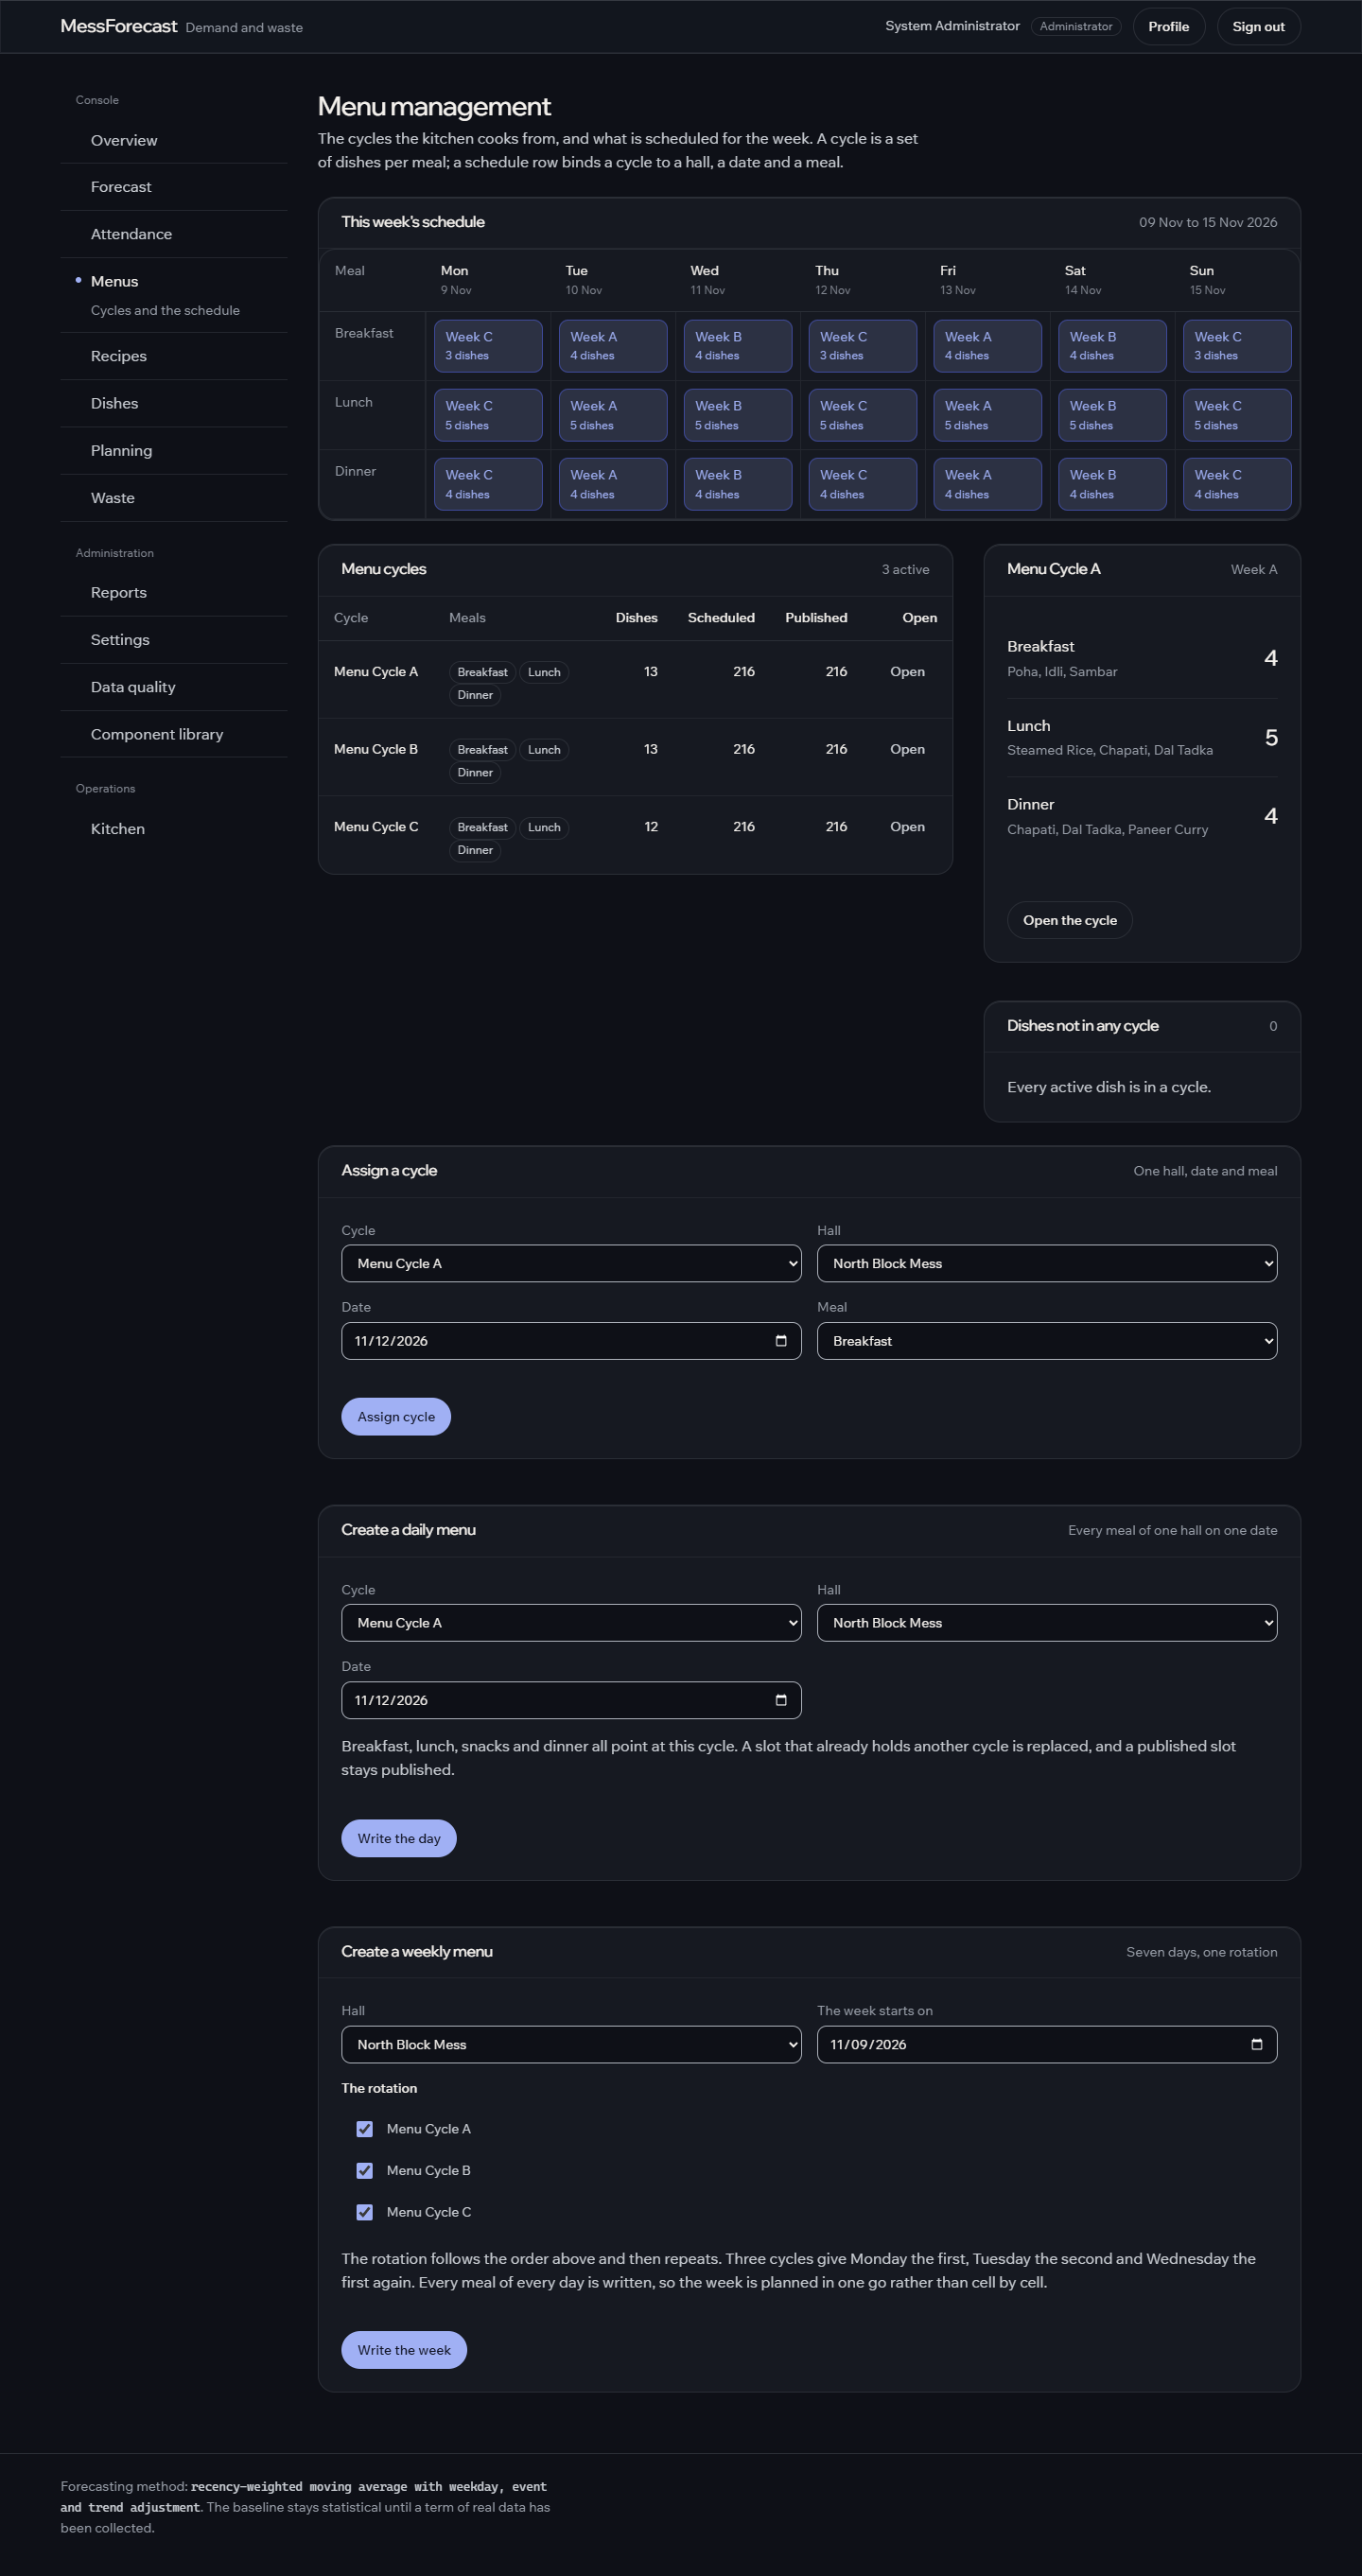 MessForecast Demand and waste
System Administrator Administrator Profile Sign out
Console
Overview
Forecast
Attendance
Menus
Cycles and the schedule
Recipes
Dishes
Planning
Waste
Administration
Reports
Settings
Data quality
Component library
Operations
Kitchen
Menu management
The cycles the kitchen cooks from, and what is scheduled for the week. A cycle is a set
of dishes per meal; a schedule row binds a cycle to a hall, a date and a meal.
This week's schedule 09 Nov to 15 Nov 2026
Meal Mon Tue Wed Thu Fri Sat Sun
9 Nov 10 Nov 11 Nov 12 Nov 13 Nov 14 Nov 15 Nov
Breakfast Week C Week A Week B Week C Week A Week B Week C
3 dishes 4 dishes 4 dishes 3 dishes 4 dishes 4 dishes 3 dishes
Lunch Week C Week A Week B Week C Week A Week B Week C
5 dishes 5 dishes 5 dishes 5 dishes 5 dishes 5 dishes 5 dishes
Dinner Week C Week A Week B Week C Week A Week B Week C
4 dishes 4 dishes 4 dishes 4 dishes 4 dishes 4 dishes 4 dishes
Menu cycles 3 active
Cycle Meals Dishes Scheduled Published Open
Menu Cycle A Breakfast Lunch 13 216 216 Open
Dinner
Menu Cycle B Breakfast Lunch 13 216 216 Open
Dinner
Menu Cycle C Breakfast Lunch 12 216 216 Open
Dinner
Menu Cycle A Week A
Breakfast 4
Poha, Idli, Sambar
Lunch 5
Steamed Rice, Chapati, Dal Tadka
Dinner 4
Chapati, Dal Tadka, Paneer Curry
Open the cycle
Dishes not in any cycle 0
Every active dish is in a cycle.
Assign a cycle One hall, date and meal
Cycle Hall
Menu Cycle A North Block Mess
Date Meal
11/12/2026 Breakfast
Assign cycle
Create a daily menu Every meal of one hall on one date
Cycle Hall
Menu Cycle A North Block Mess
Date
11/12/2026
Breakfast, lunch, snacks and dinner all point at this cycle. A slot that already holds another cycle is replaced, and a published slot
stays published.
Write the day
Create a weekly menu Seven days, one rotation
Hall The week starts on
North Block Mess 11/09/2026
The rotation
Menu Cycle A
Menu Cycle B
Menu Cycle C
The rotation follows the order above and then repeats. Three cycles give Monday the first, Tuesday the second and Wednesday the
first again. Every meal of every day is written, so the week is planned in one go rather than cell by cell.
Write the week
Forecasting method: recency-weighted moving average with weekday, event
and trend adjustment. The baseline stays statistical until a term of real data has
been collected.